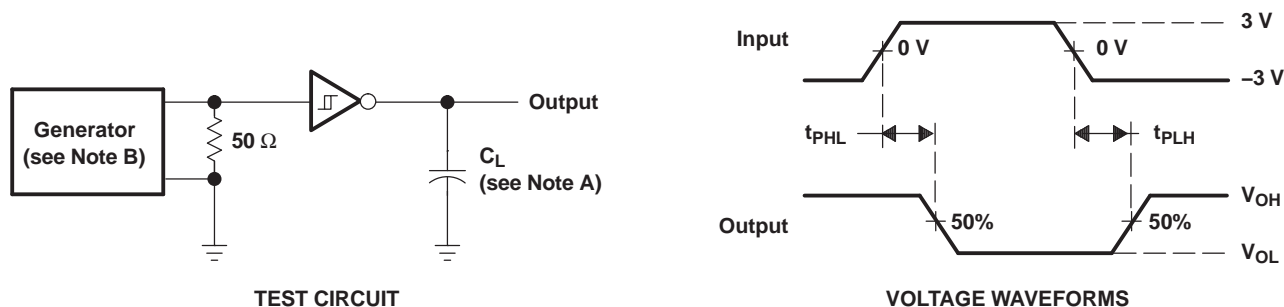 Generator
(see Note B)
50 Ω
Output
C_L
(see Note A)
TEST CIRCUIT
Input
0 V
0 V
3 V
–3 V
t_PHL
t_PLH
Output
50%
50%
V_OH
V_OL
VOLTAGE WAVEFORMS